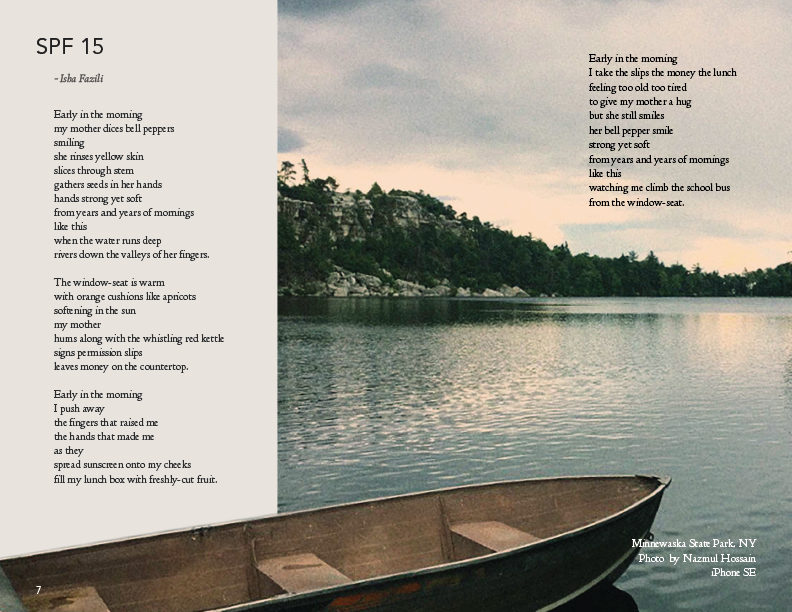 SPF 15
- Isha Fazili
Early in the morning
my mother dices bell peppers
smiling
she rinses yellow skin
slices through stem
gathers seeds in her hands
hands strong yet soft
from years and years of mornings
like this
when the water runs deep
rivers down the valleys of her fingers.
The window-seat is warm
with orange cushions like apricots
softening in the sun
my mother
hums along with the whistling red kettle
signs permission slips
leaves money on the countertop.
Early in the morning
I push away
the fingers that raised me
the hands that made me
as they
spread sunscreen onto my cheeks
fill my lunch box with freshly-cut fruit.
Early in the morning
I take the slips the money the lunch
feeling too old too tired
to give my mother a hug
but she still smiles
her bell pepper smile
strong yet soft
from years and years of mornings
like this
watching me climb the school bus
from the window-seat.
Minnewaska State Park, NY
Photo by Nazmul Hossain
iPhone SE
7